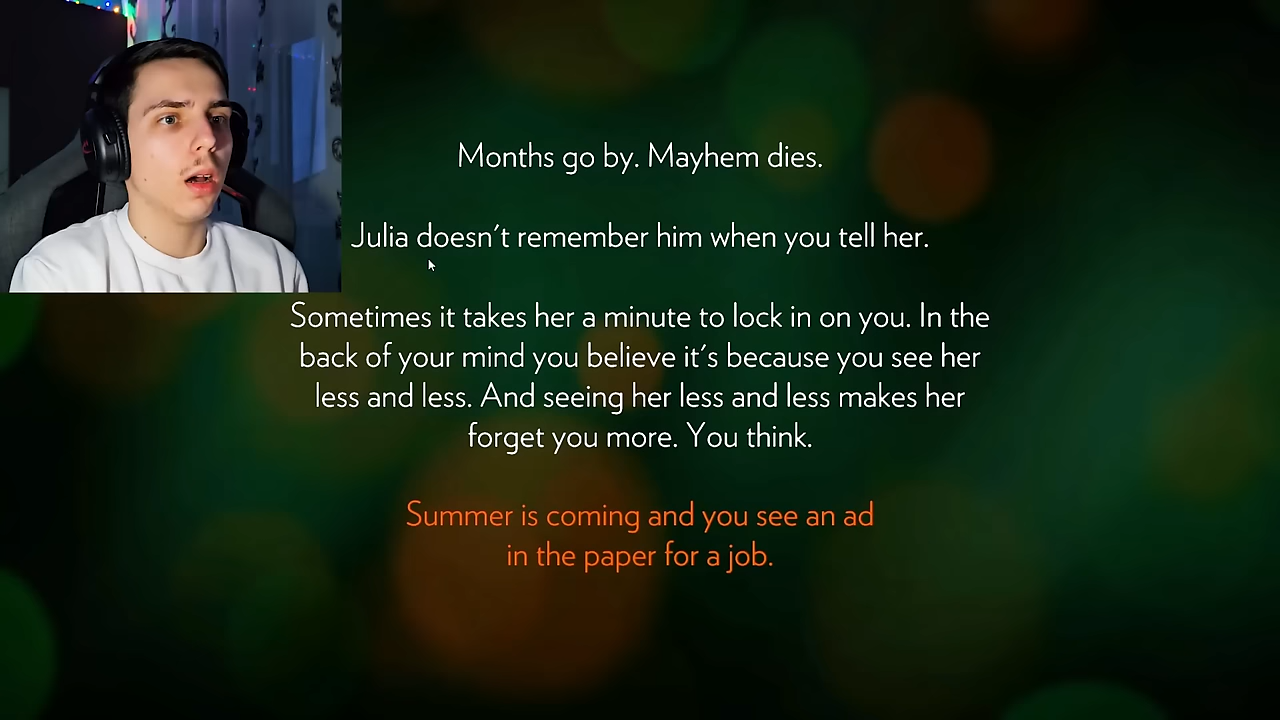 Months go by. Mayhem dies.
Julia doesn't remember him when you tell her.
Sometimes it takes her a minute to lock in on you. In the
back of your mind you believe it's because you see her
less and less. And seeing her less and less makes her
forget you more. You think.
Summer is coming and you see an ad
in the paper for a job.